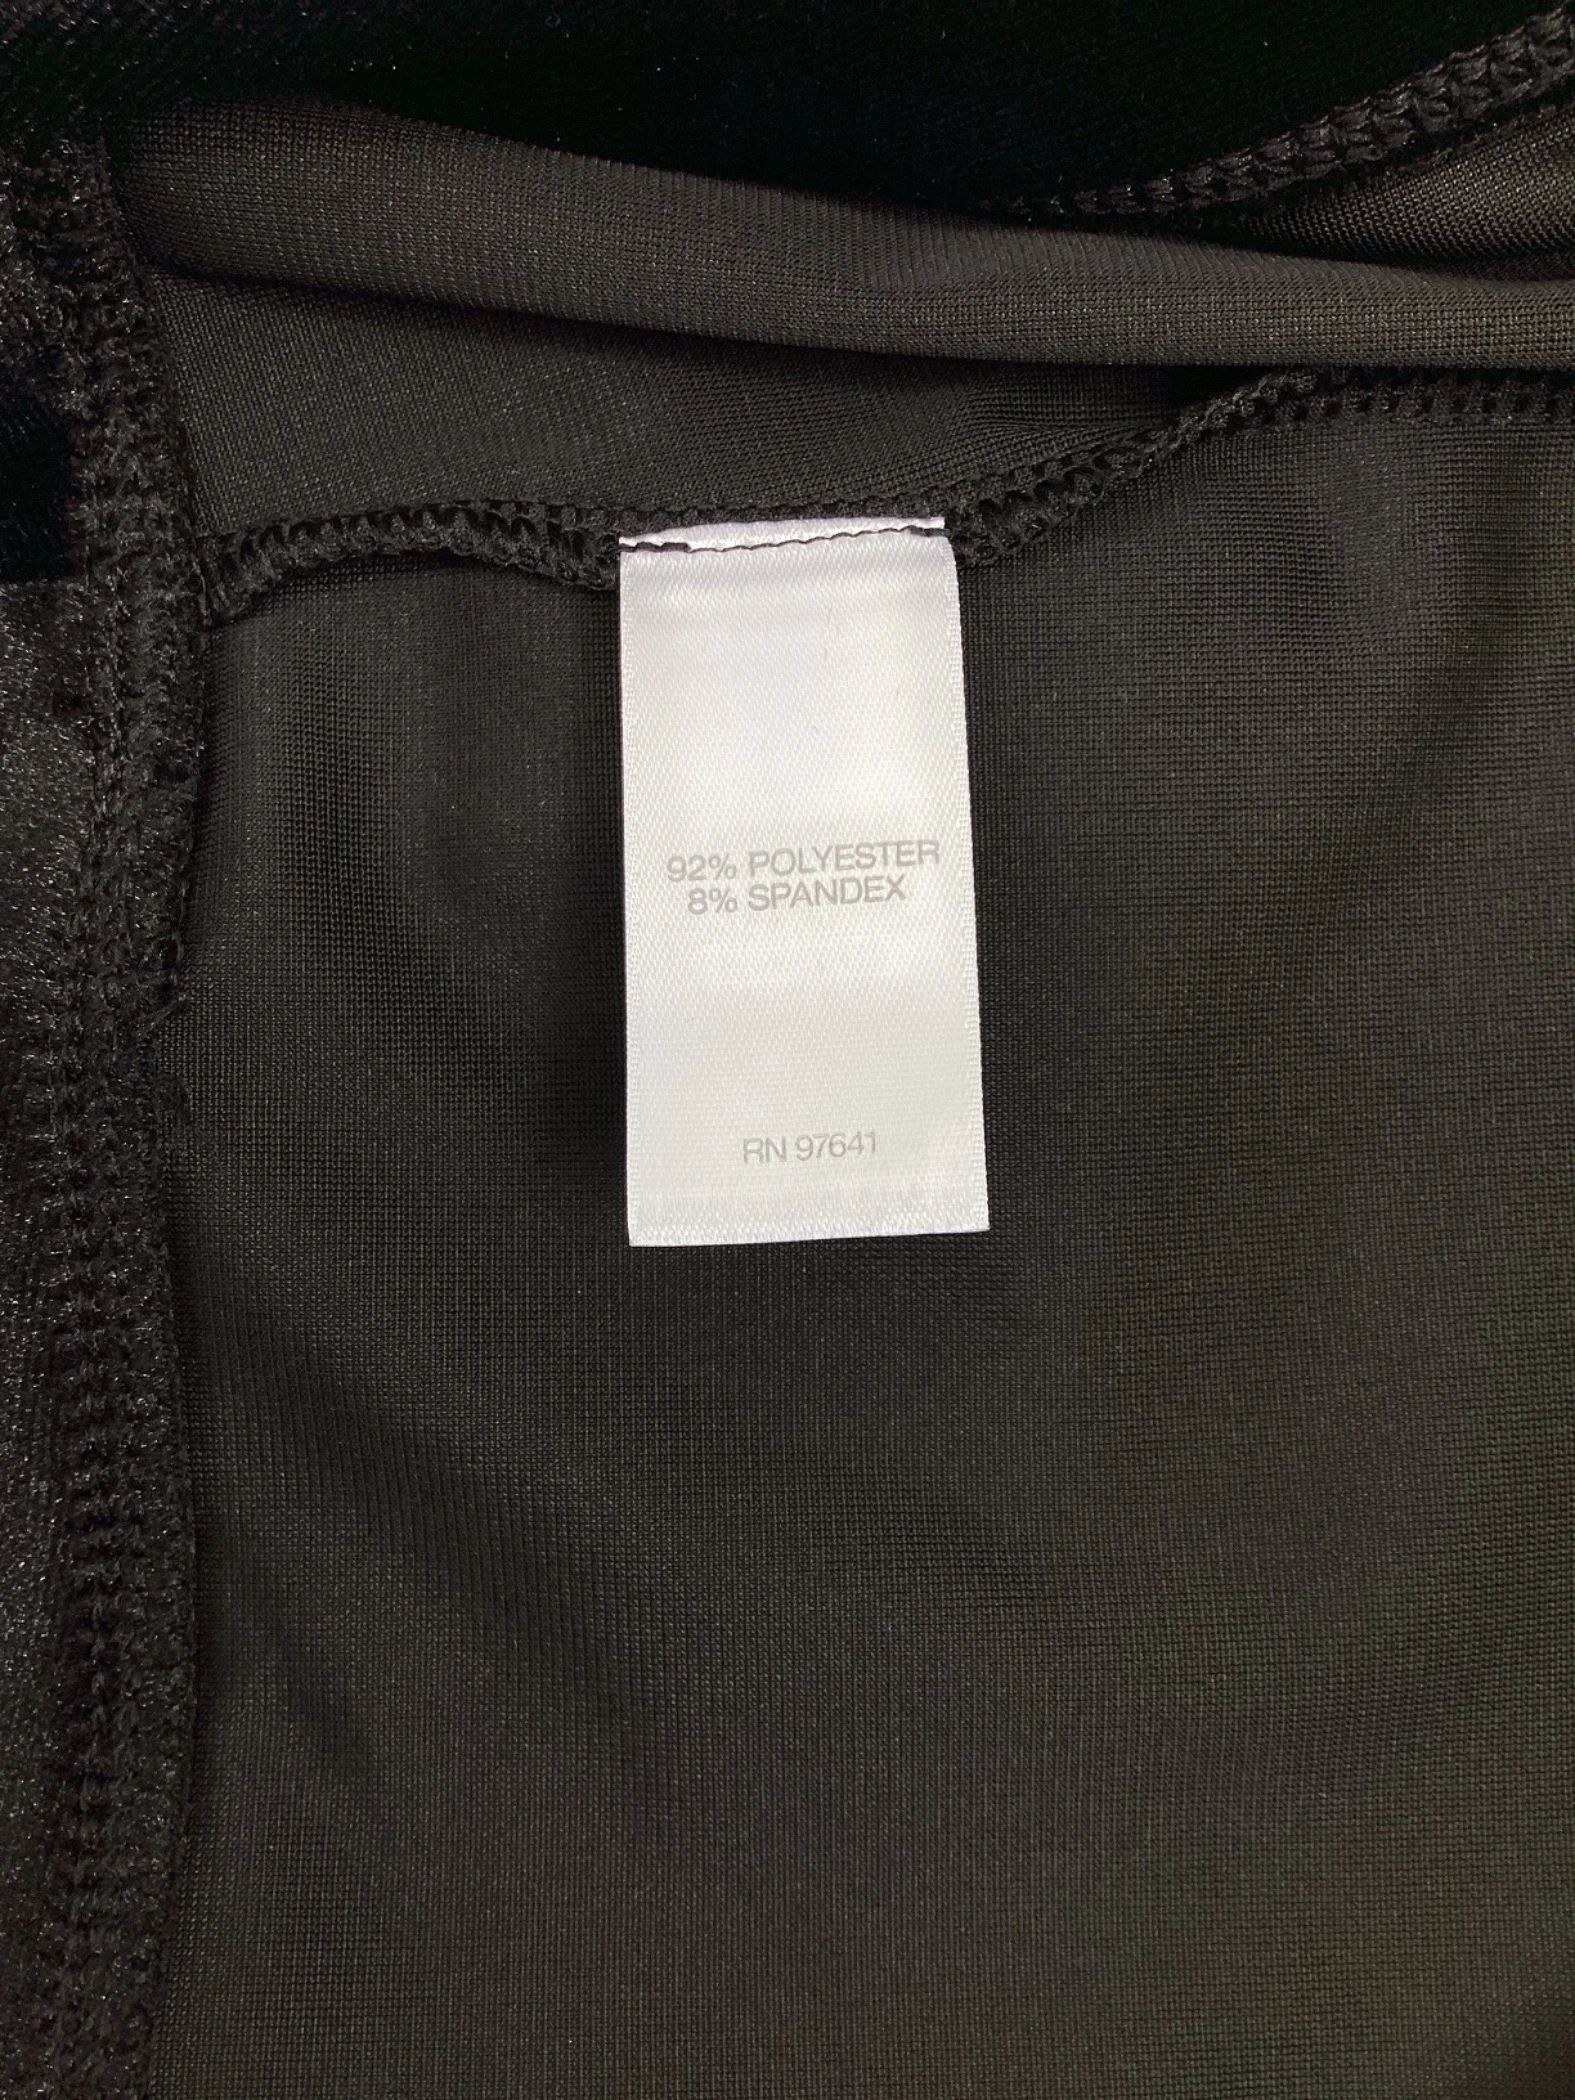 92% POLYESTER
8% SPANDEX
RN 97641